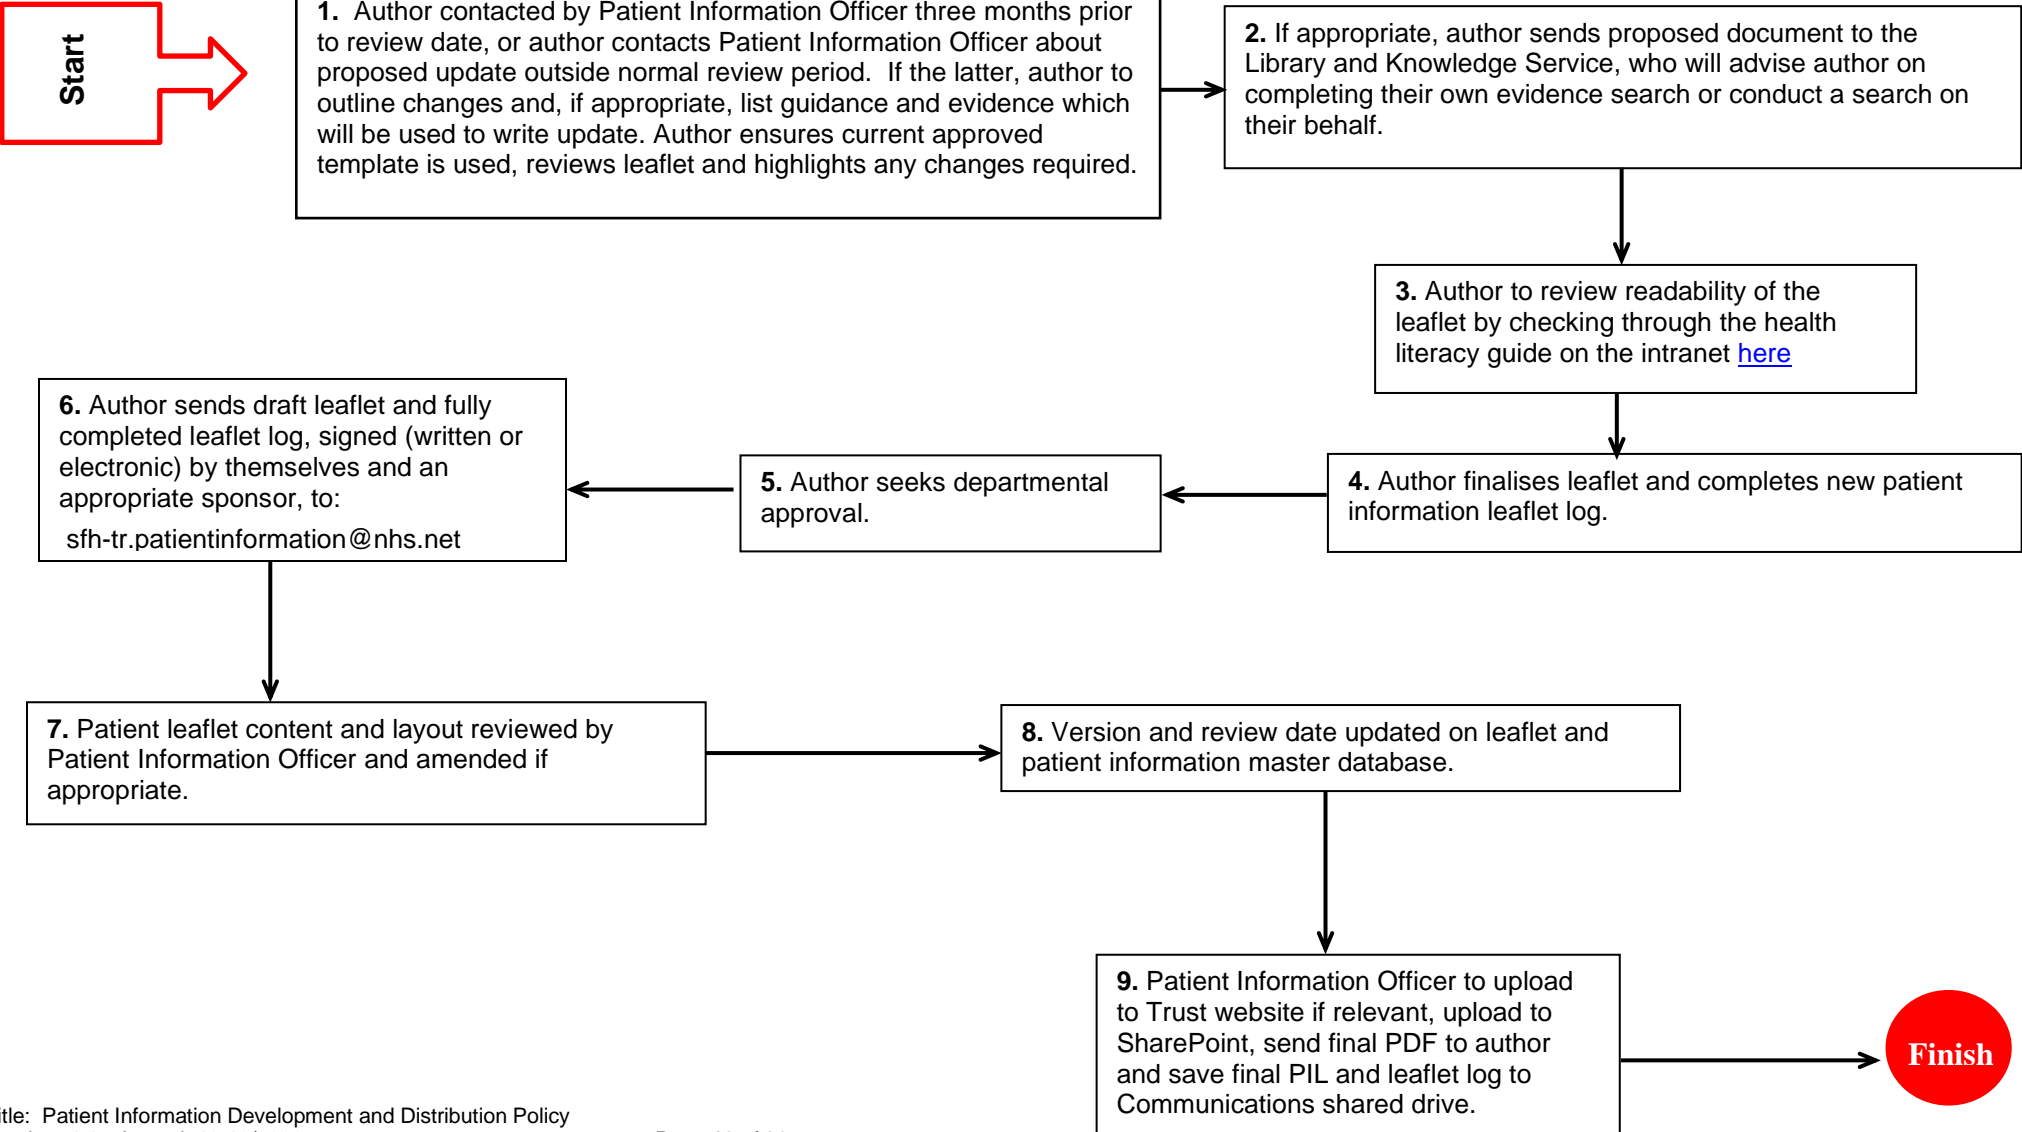 Start
1. Author contacted by Patient Information Officer three months prior
to review date, or author contacts Patient Information Officer about
proposed update outside normal review period. If the latter, author to
outline changes and, if appropriate, list guidance and evidence which
will be used to write update. Author ensures current approved
template is used, reviews leaflet and highlights any changes required.
2. If appropriate, author sends proposed document to the
Library and Knowledge Service, who will advise author on
completing their own evidence search or conduct a search on
their behalf.
3. Author to review readability of the
leaflet by checking through the health
literacy guide on the intranet here
4. Author finalises leaflet and completes new patient
information leaflet log.
5. Author seeks departmental
approval.
6. Author sends draft leaflet and fully
completed leaflet log, signed (written or
electronic) by themselves and an
appropriate sponsor, to:
sfh-tr.patientinformation@nhs.net
7. Patient leaflet content and layout reviewed by
Patient Information Officer and amended if
appropriate.
8. Version and review date updated on leaflet and
patient information master database.
9. Patient Information Officer to upload
to Trust website if relevant, upload to
SharePoint, send final PDF to author
and save final PIL and leaflet log to
Communications shared drive.
Finish
itle: Patient Information Development and Distribution Policy